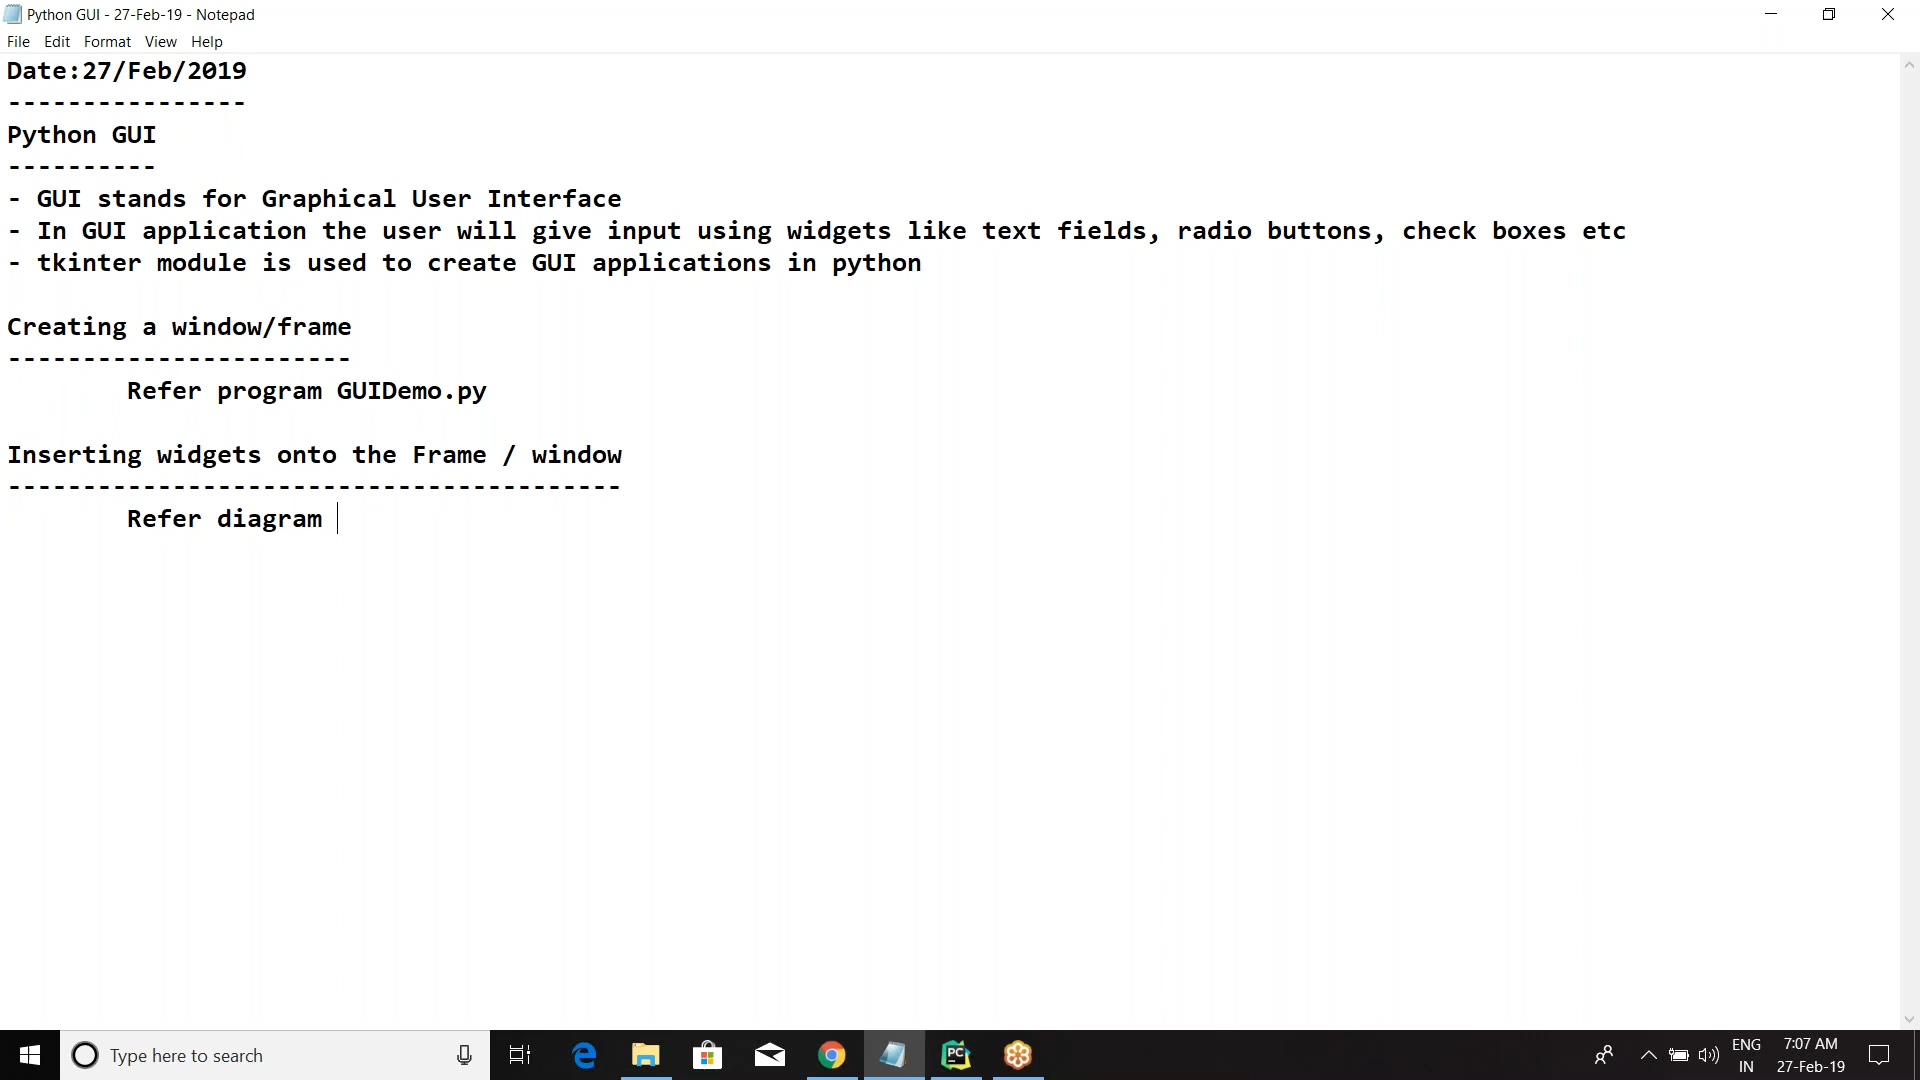 Python GUI - 27-Feb-19 - Notepad
File Edit Format View Help
Date:27/Feb/2019
----------------
Python GUI
----------
- GUI stands for Graphical User Interface
- In GUI application the user will give input using widgets like text fields, radio buttons, check boxes etc
- tkinter module is used to create GUI applications in python
Creating a window/frame
-----------------------
Refer program GUIDemo.py
Inserting widgets onto the Frame / window
-----------------------------------------
Refer diagram
Type here to search
PC
ENG
IN
7:07 AM
27-Feb-19